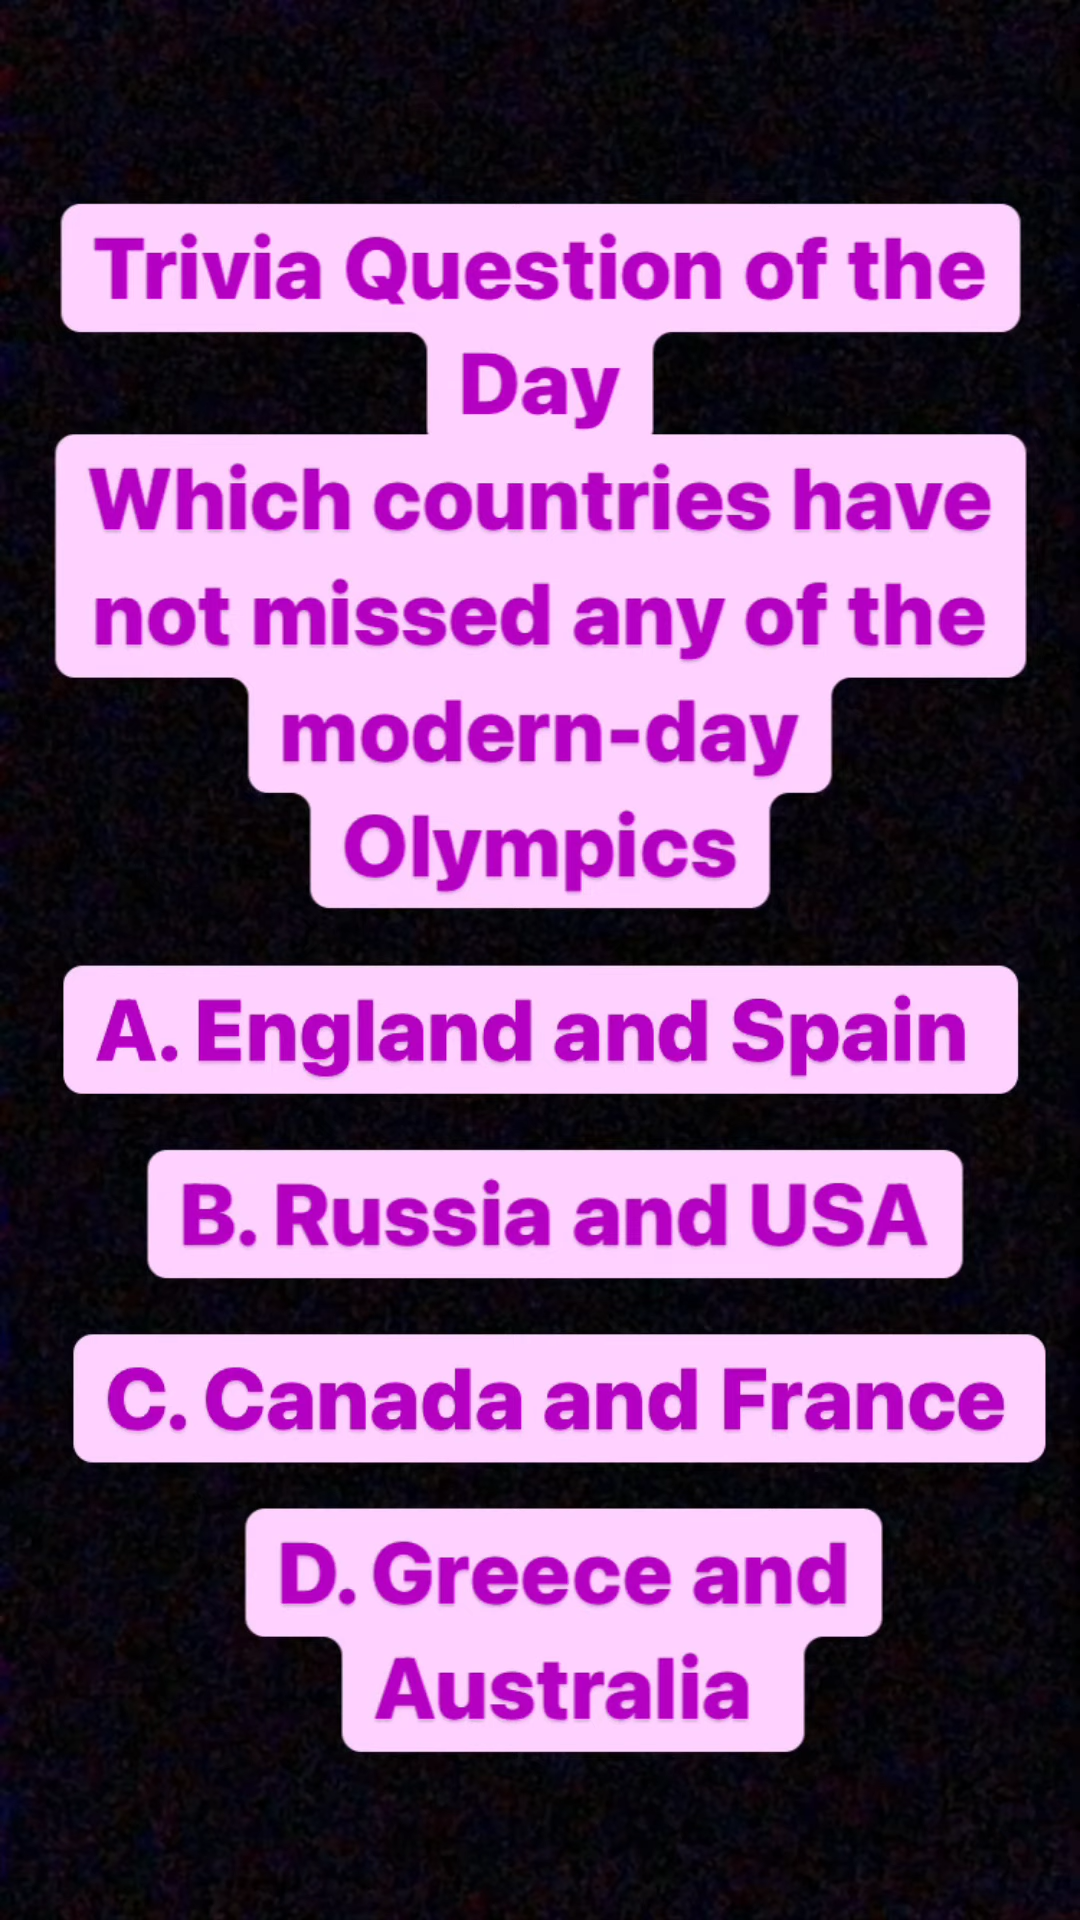 Trivia Question of the
Day
Which countries have
not missed any of the
modern-day
Olympics
A. England and Spain
B. Russia and USA
C. Canada and France
D. Greece and
Australia